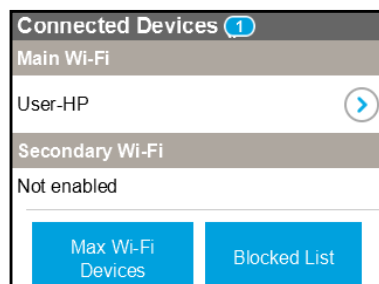 Connected Devices 1
Main Wi-Fi
User-HP
Secondary Wi-Fi
Not enabled
Max Wi-Fi
Devices
Blocked List